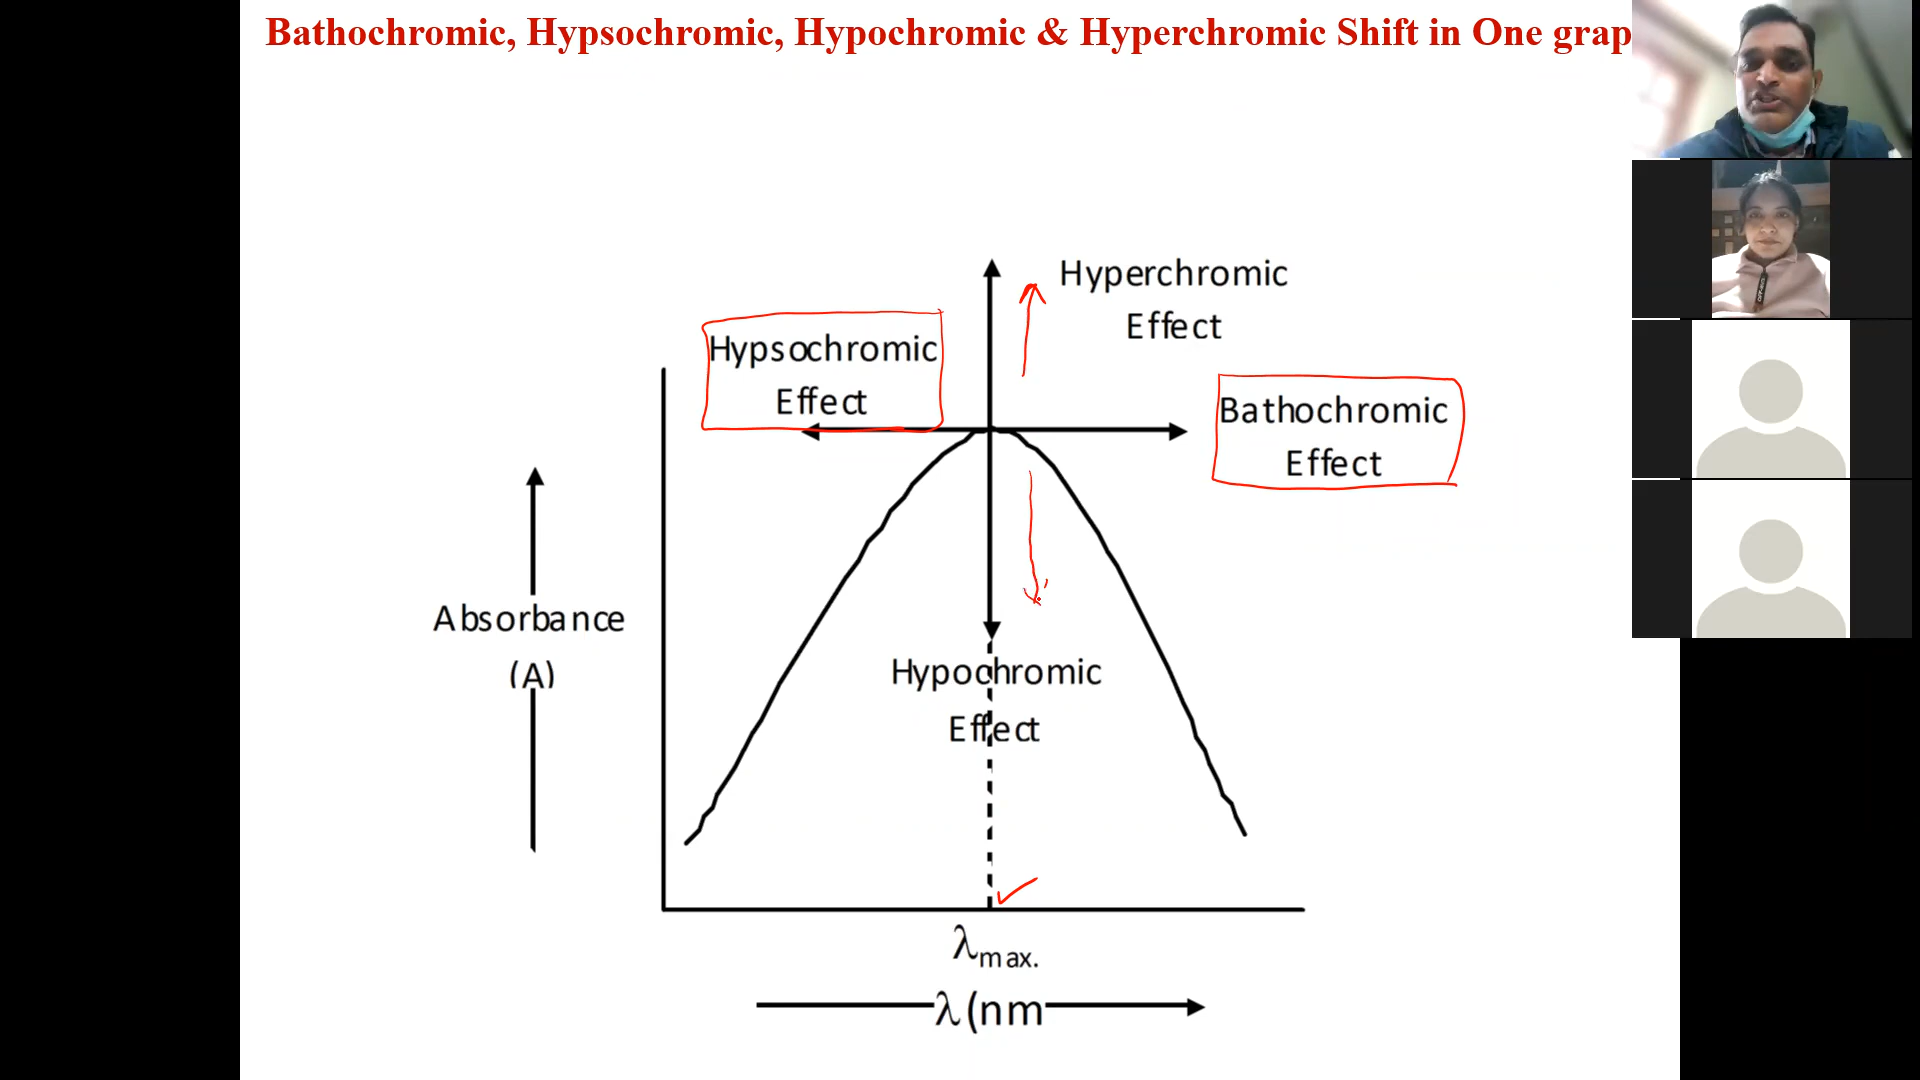 Bathochromic, Hypsochromic, Hypochromic & Hyperchromic Shift in One grap
Hyperchromic
Effect
Hypsochromic
Effect
Bathochromic
Effect
Absorbance
(A)
Hypochromic
Effect
λmax.
λ(nm